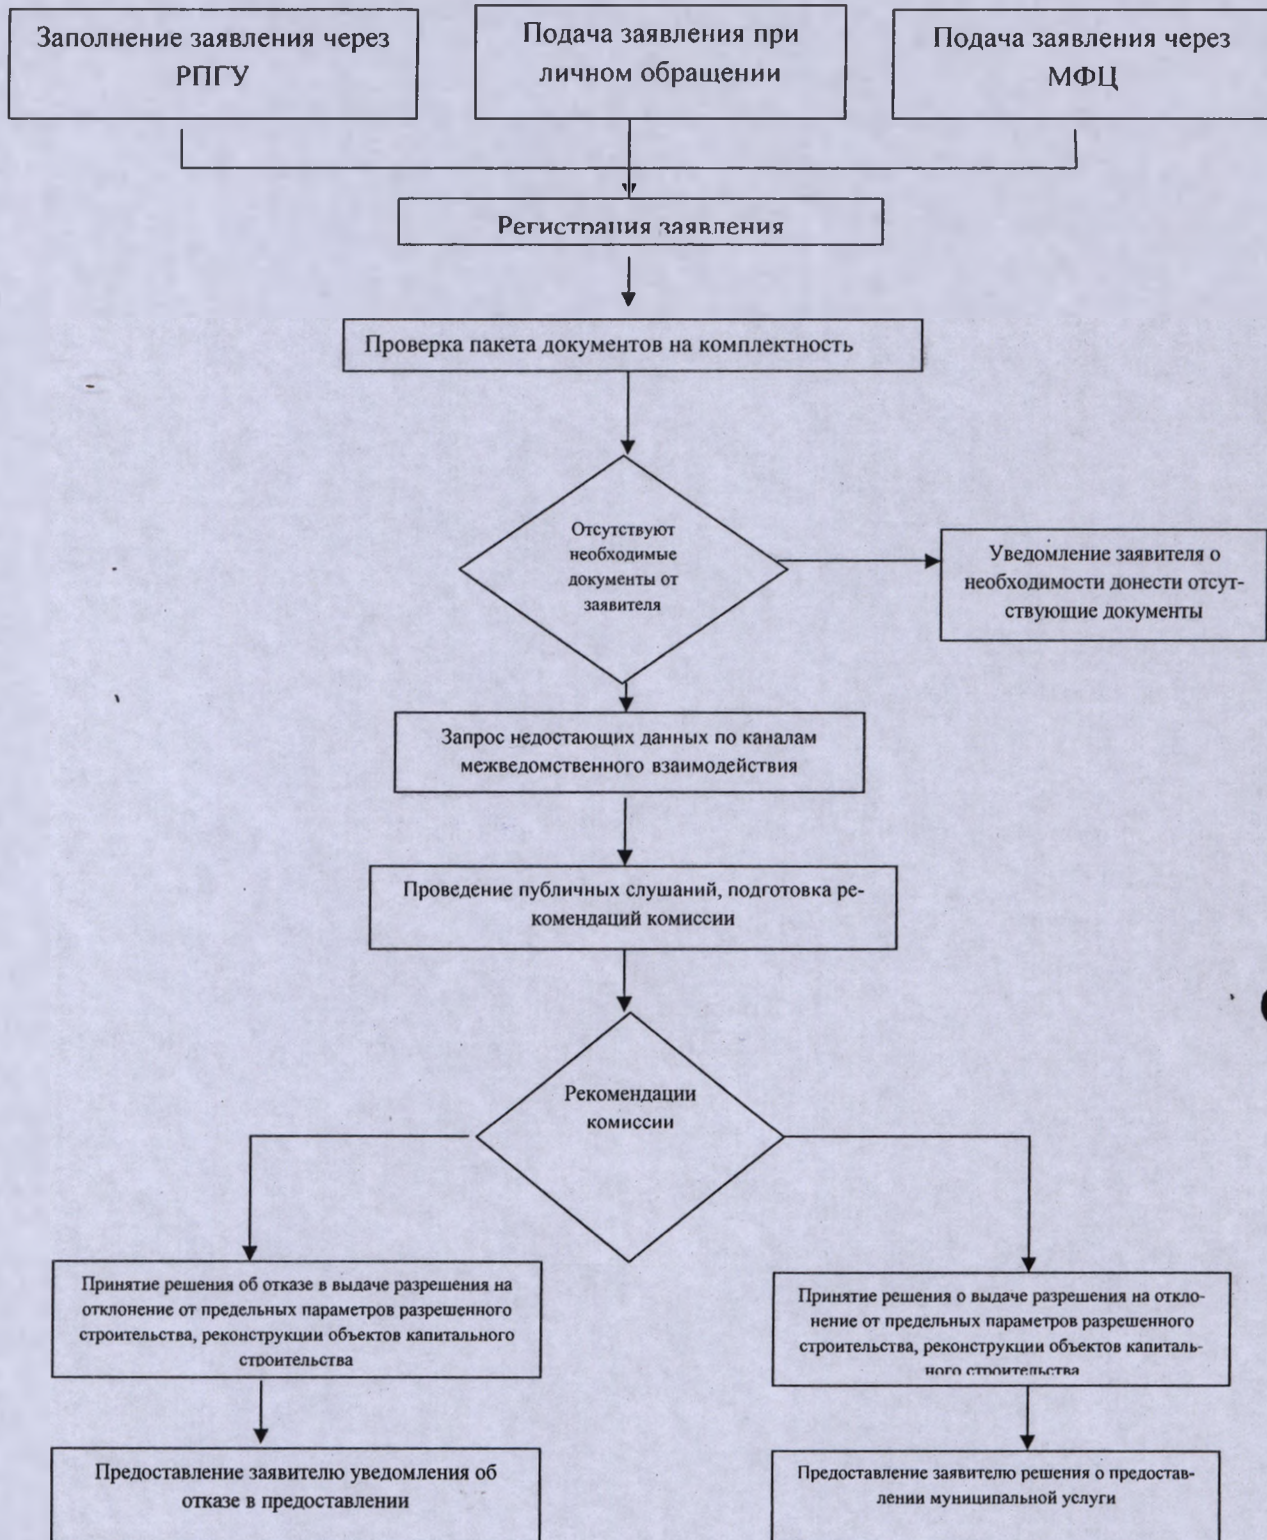 Заполнение заявления через
РПГУ
Подача заявления при
личном обращении
Подача заявления через
МФЦ
Регистрация заявления
Проверка пакета документов на комплектность
Отсутствуют
необходимые
документы от
заявителя
Уведомление заявителя о
необходимости донести отсут-
ствующие документы
Запрос недостающих данных по каналам
межведомственного взаимодействия
Проведение публичных слушаний, подготовка ре-
комендаций комиссии
Рекомендации
комиссии
Принятие решения об отказе в выдаче разрешения на
отклонение от предельных параметров разрешенного
строительства, реконструкции объектов капитального
строительства
Принятие решения о выдаче разрешения на откло-
нение от предельных параметров разрешенного
строительства, реконструкции объектов капиталь-
ного строительства
Предоставление заявителю уведомления об
отказе в предоставлении
Предоставление заявителю решения о предостав-
лении муниципальной услуги